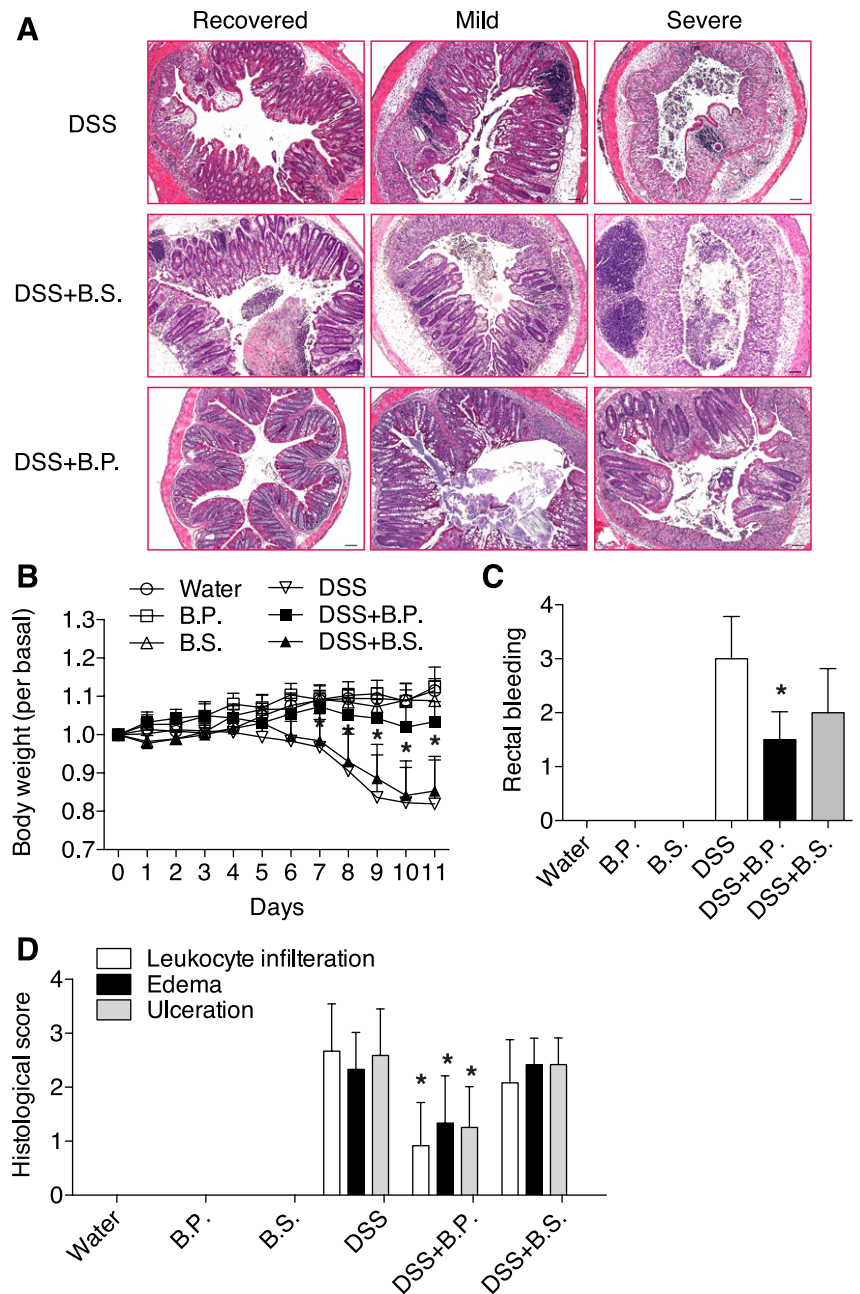 A
Recovered Mild Severe
DSS
DSS+B.S.
DSS+B.P.
B
Water DSS
B.P. DSS+B.P.
B.S. DSS+B.S.
Body weight (per basal)
1.3
1.2
1.1
1.0
0.9
0.8
0.7
* * * * *
0 1 2 3 4 5 6 7 8 9 10 11
Days
C
Rectal bleeding
4
3
2
1
0
*
Water B.P. B.S. DSS DSS+B.P. DSS+B.S.
D
Leukocyte infilteration
Edema
Ulceration
Histological score
4
3
2
1
0
* * *
Water B.P. B.S. DSS DSS+B.P. DSS+B.S.